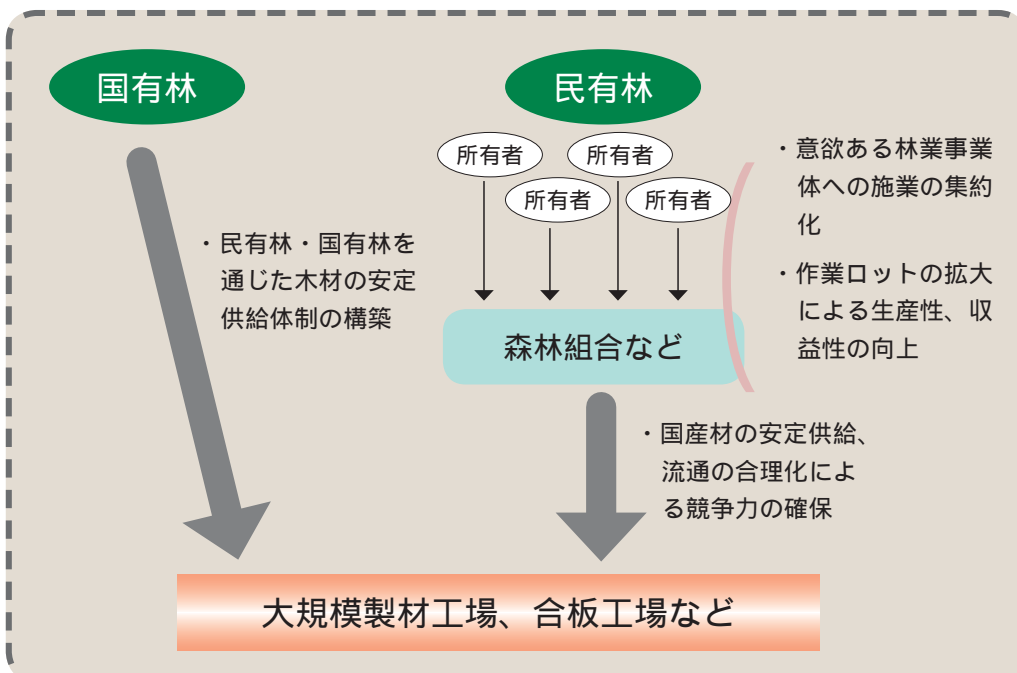 国有林
民有林
所有者
所有者
所有者
所有者
・意欲ある林業事業
体への施業の集約
化
・作業ロットの拡大
による生産性、収
益性の向上
・民有林・国有林を
通じた木材の安定
供給体制の構築
森林組合など
・国産材の安定供給、
流通の合理化によ
る競争力の確保
大規模製材工場、合板工場など